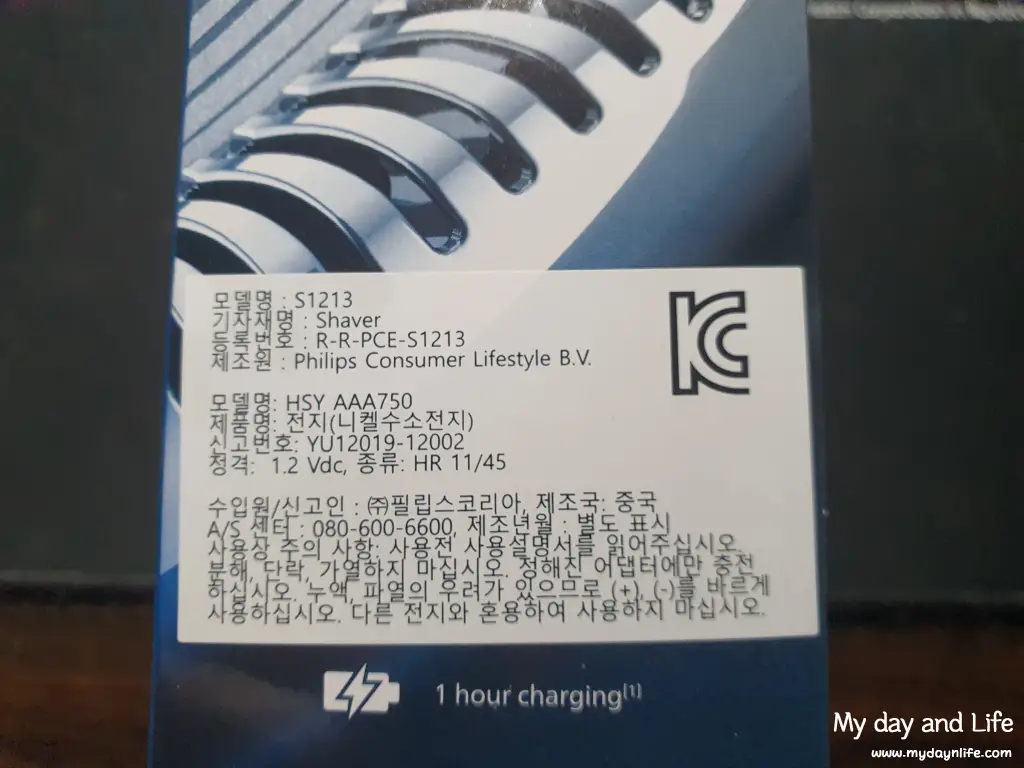 모델명 : S1213
기자재명 : Shaver
등록번호 : R-R-PCE-S1213
제조원 : Philips Consumer Lifestyle B.V.
모델명: HSY AAA750
제품명: 전지(니켈수소전지)
신고번호: YU12019-12002
정격: 1.2 Vdc, 종류: HR 11/45
수입원/신고인 : ㈜필립스코리아, 제조국: 중국
A/S 센터 : 080-600-6600, 제조년월 : 별도 표시
사용상 주의 사항: 사용전 사용설명서를 읽어주십시오.
분해, 단락, 가열하지 마십시오. 정해진 어댑터에만 충전
하십시오. 누액, 파열의 우려가 있으므로 (+), (-)를 바르게
사용하십시오. 다른 전지와 혼용하여 사용하지 마십시오.
1 hour charging[1]
My day and Life
www.mydaynlife.com